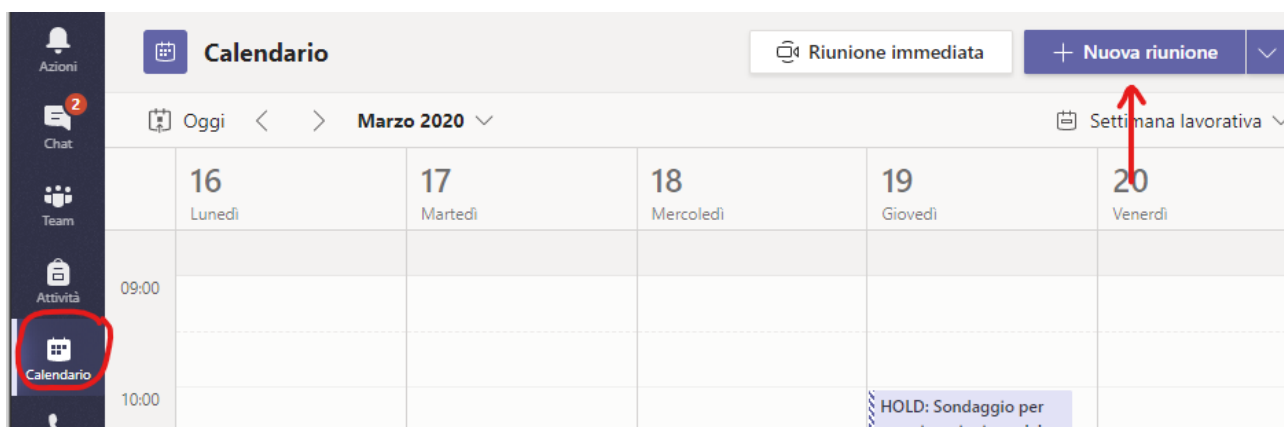 Azioni
2
Chat
Team
Attività
Calendario
Calendario
Riunione immediata
Nuova riunione
Oggi
Marzo 2020
Settimana lavorativa
16
Lunedì
17
Martedì
18
Mercoledì
19
Giovedì
20
Venerdì
09:00
10:00
HOLD: Sondaggio per